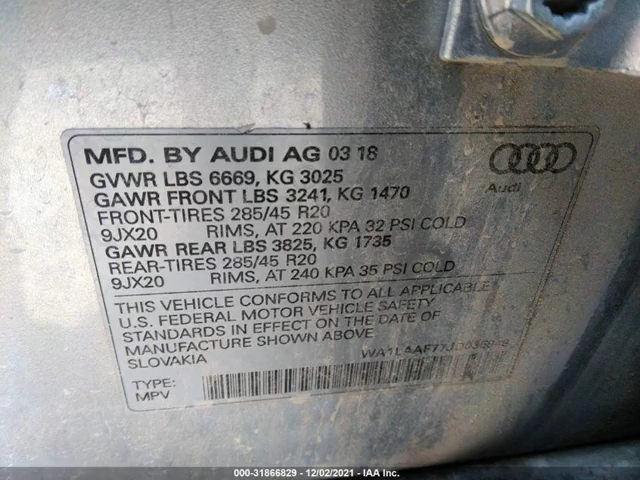 MFD. BY AUDI AG 03 18
GVWR LBS 6669, KG 3025
GAWR FRONT LBS 3241, KG 1470
FRONT-TIRES 285/45 R20
9JX20 RIMS, AT 220 KPA 32 PSI COLD
GAWR REAR LBS 3825, KG 1735
REAR-TIRES 285/45 R20
9JX20 RIMS, AT 240 KPA 35 PSI COLD
Audi
THIS VEHICLE CONFORMS TO ALL APPLICABLE
U.S. FEDERAL MOTOR VEHICLE SAFETY
STANDARDS IN EFFECT ON THE DATE OF
MANUFACTURE SHOWN ABOVE
SLOVAKIA
TYPE:
MPV
000-31866829 - 12/02/2021 - IAA Inc.